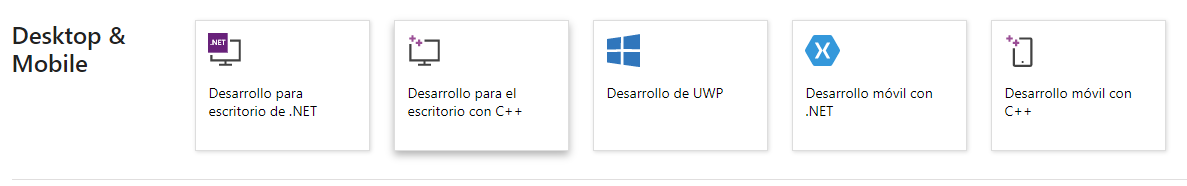 Desktop &
Mobile
.NET
Desarrollo para
escritorio de .NET
Desarrollo para el
escritorio con C++
Desarrollo de UWP
Desarrollo móvil con
.NET
Desarrollo móvil con
C++